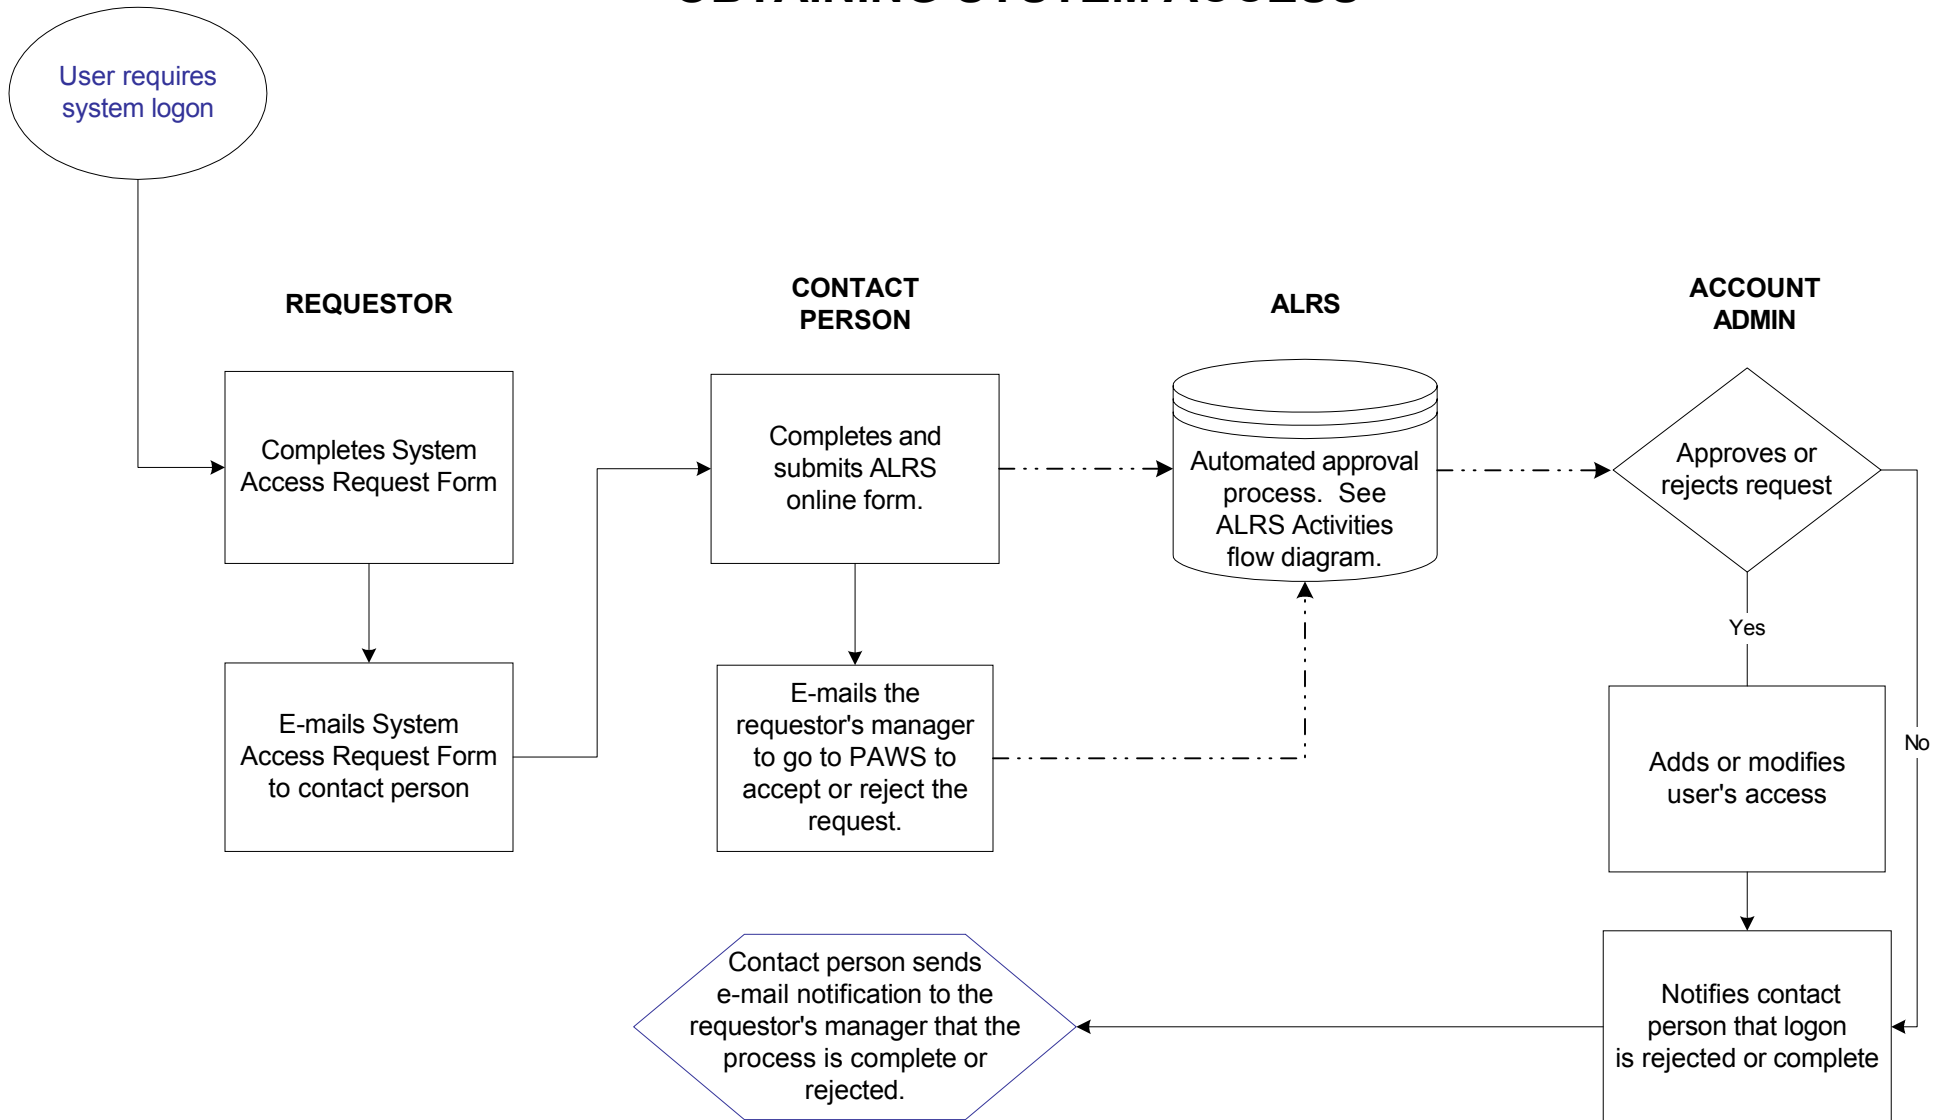 OBTAINING SYSTEM ACCESS
User requires
system logon
REQUESTOR
CONTACT
PERSON
ALRS
ACCOUNT
ADMIN
Completes System
Access Request Form
Completes and
submits ALRS
online form.
Automated approval
process.  See
ALRS Activities
flow diagram.
Approves or
rejects request
Yes
No
E-mails System
Access Request Form
to contact person
E-mails the
requestor's manager
to go to PAWS to
accept or reject the
request.
Adds or modifies
user's access
Contact person sends
e-mail notification to the
requestor's manager that the
process is complete or
rejected.
Notifies contact
person that logon
is rejected or complete